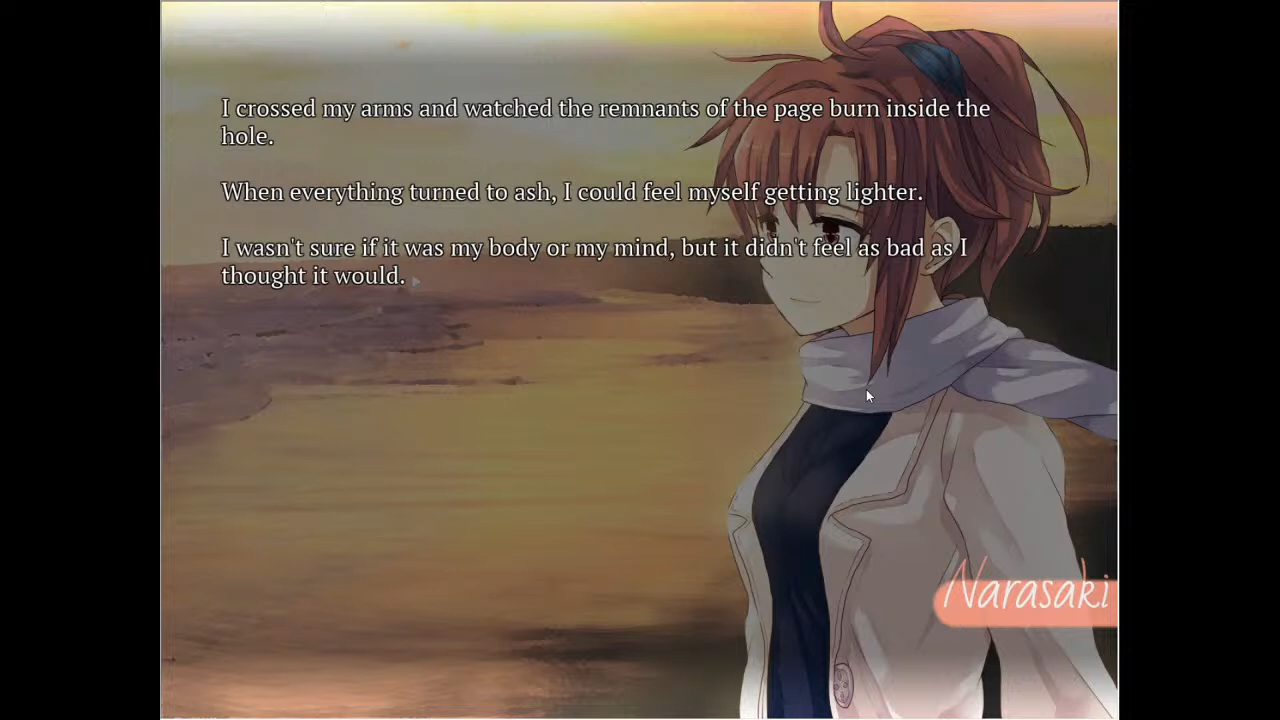 I crossed my arms and watched the remnants of the page burn inside the
hole.
When everything turned to ash, I could feel myself getting lighter.
I wasn't sure if it was my body or my mind, but it didn't feel as bad as I
thought it would.
Narasaki